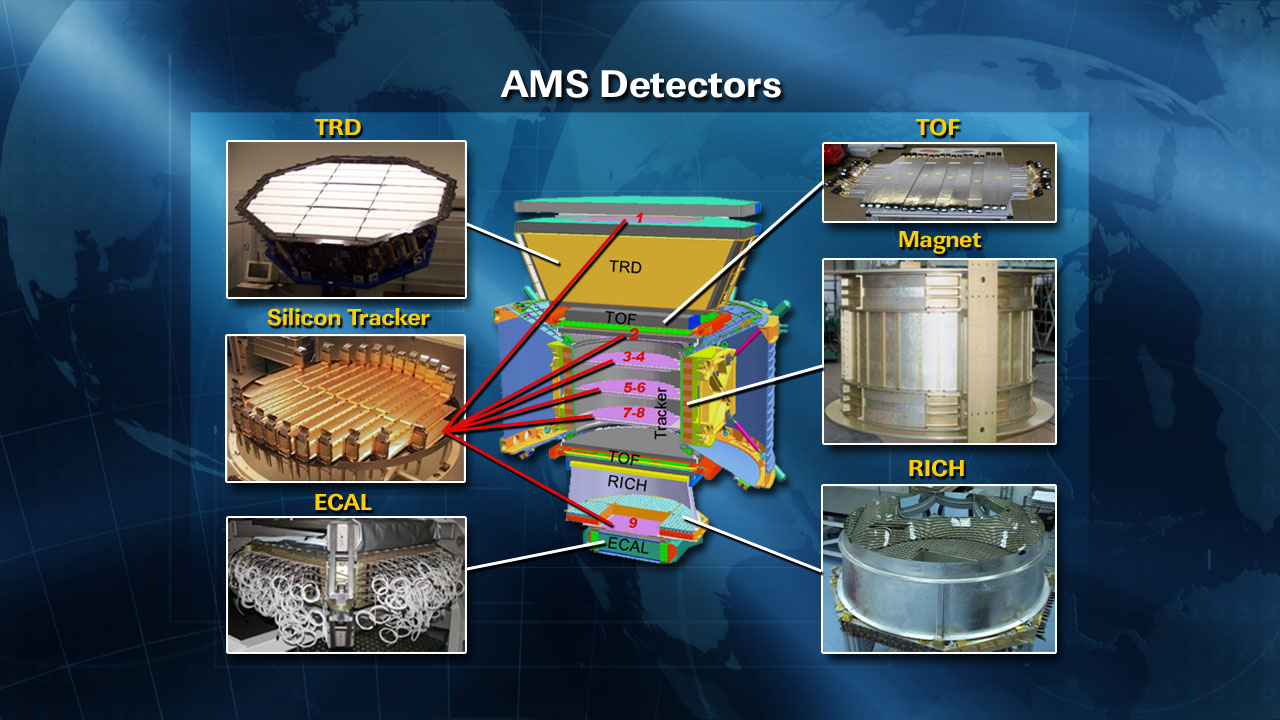 AMS Detectors
TRD
TOF
Silicon Tracker
Magnet
ECAL
RICH
1
TRD
TOF
2
3-4
5-6
7-8
Tracker
TOF
RICH
9
ECAL